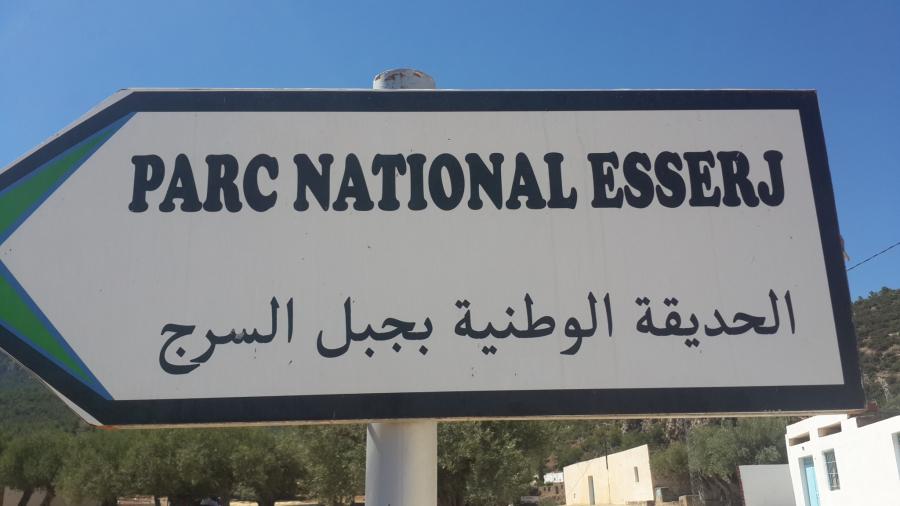 PARC NATIONAL ESSERJ
الحديقة الوطنية بجبل السرج